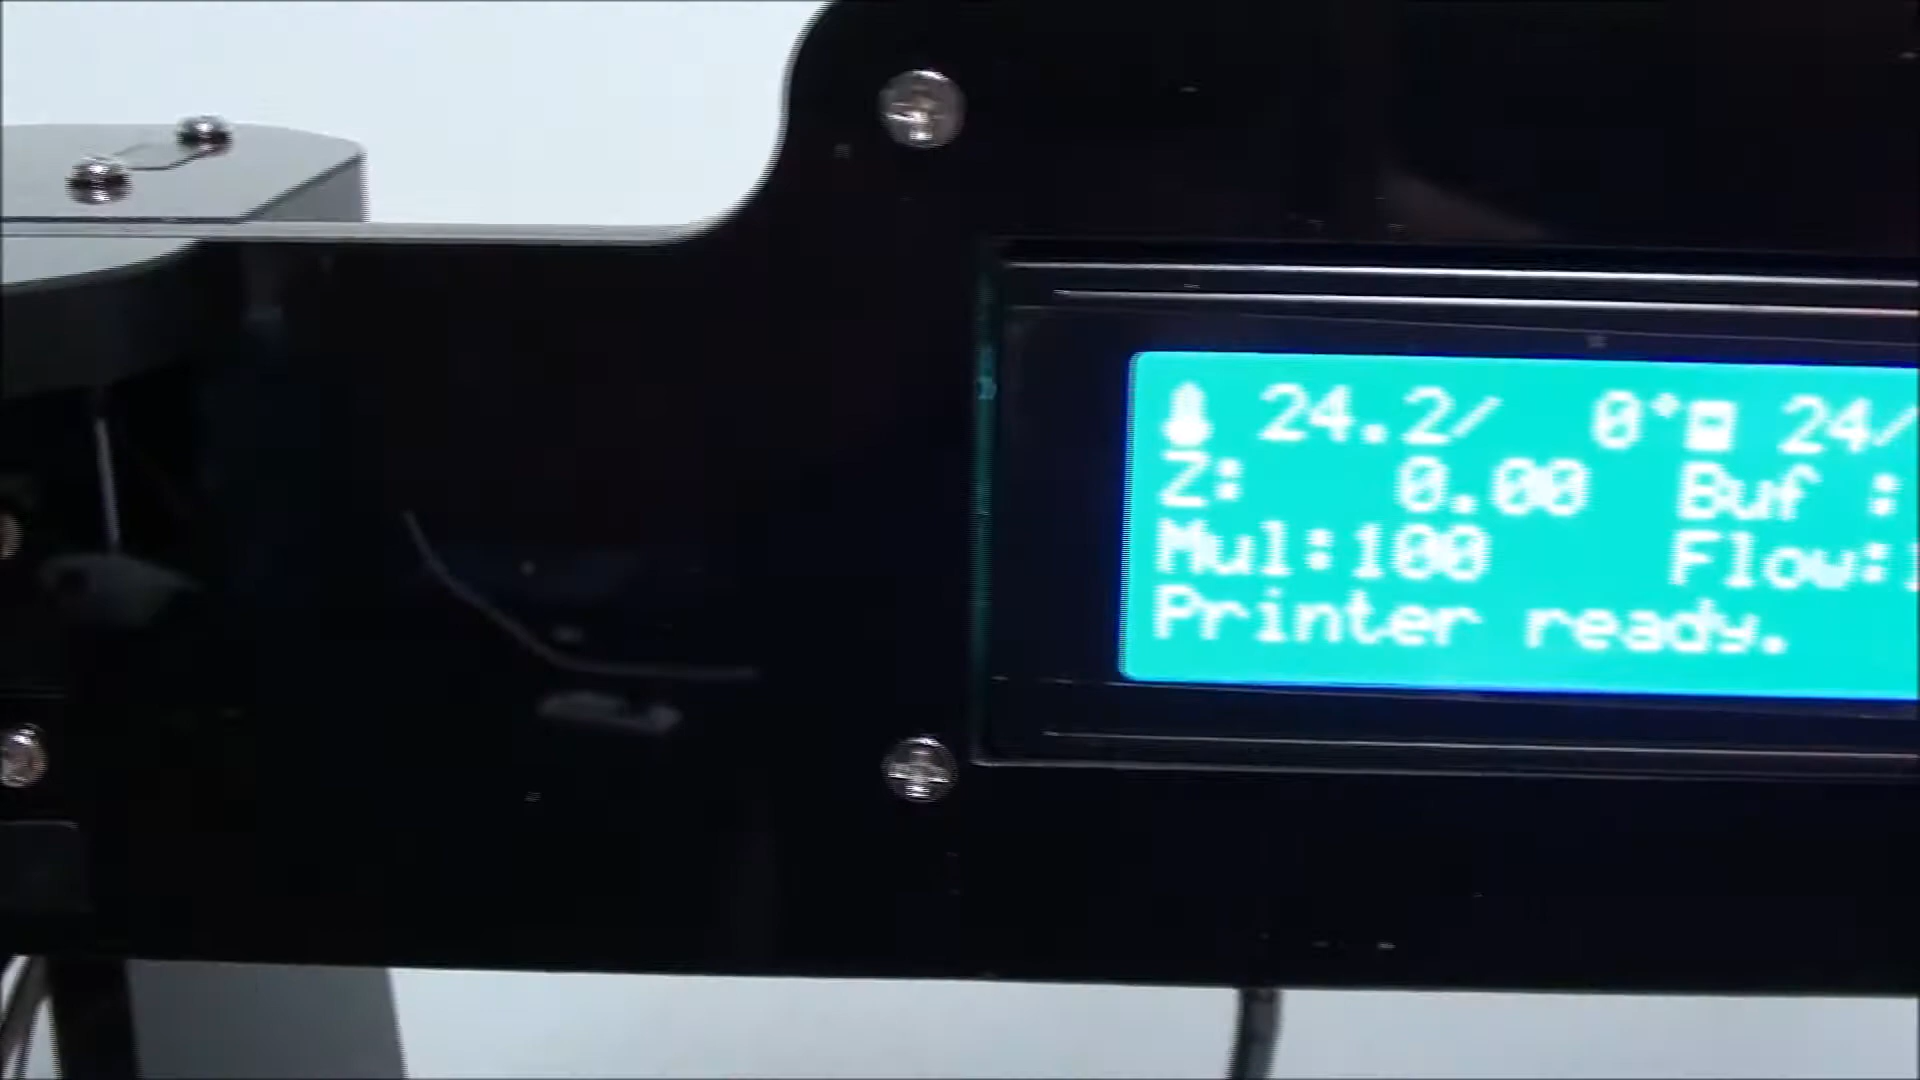 24.2/ 0° 24/
Z: 0.00 Buf :
Mul:100 Flow:
Printer ready.